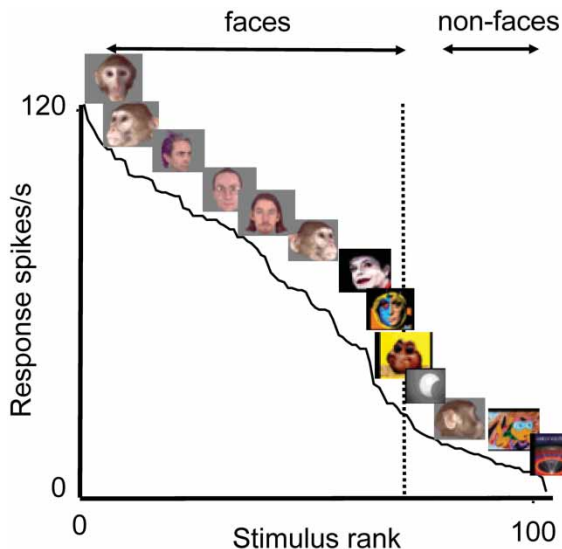 faces
non-faces
120
Response spikes/s
0
0
Stimulus rank
100